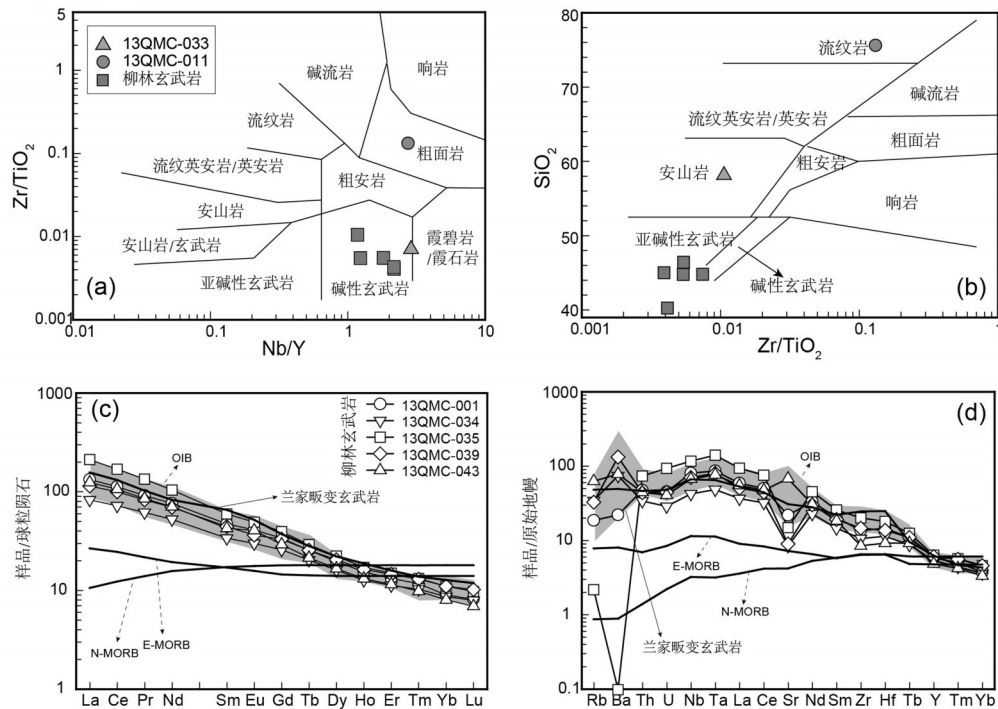 (a)
13QMC-033
13QMC-011
柳林玄武岩
碱流岩
响岩
流纹岩
粗面岩
流纹英安岩/英安岩
粗安岩
安山岩
安山岩/玄武岩
霞碧岩
/霞石岩
亚碱性玄武岩
碱性玄武岩
5
1
0.1
0.01
0.001
Zr/TiO2
0.01
0.1
1
10
Nb/Y
(b)
流纹岩
碱流岩
流纹英安岩/英安岩
粗面岩
粗安岩
安山岩
响岩
亚碱性玄武岩
碱性玄武岩
80
72
64
56
48
40
SiO2
0.001
0.01
0.1
1
Zr/TiO2
(c)
柳林玄武岩
13QMC-001
13QMC-034
13QMC-035
13QMC-039
13QMC-043
OIB
兰家畈变玄武岩
N-MORB
E-MORB
1000
100
10
1
样品/球粒陨石
La Ce Pr Nd Sm Eu Gd Tb Dy Ho Er Tm Yb Lu
(d)
OIB
E-MORB
N-MORB
兰家畈变玄武岩
1000
100
10
1
0.1
样品/原始地幔
Rb Ba Th U Nb Ta La Ce Sr Nd Sm Zr Hf Tb Y Tm Yb